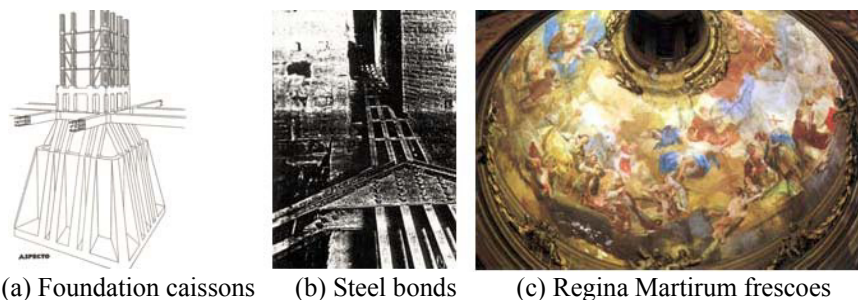 ASPECTO
(a) Foundation caissons (b) Steel bonds (c) Regina Martirum frescoes